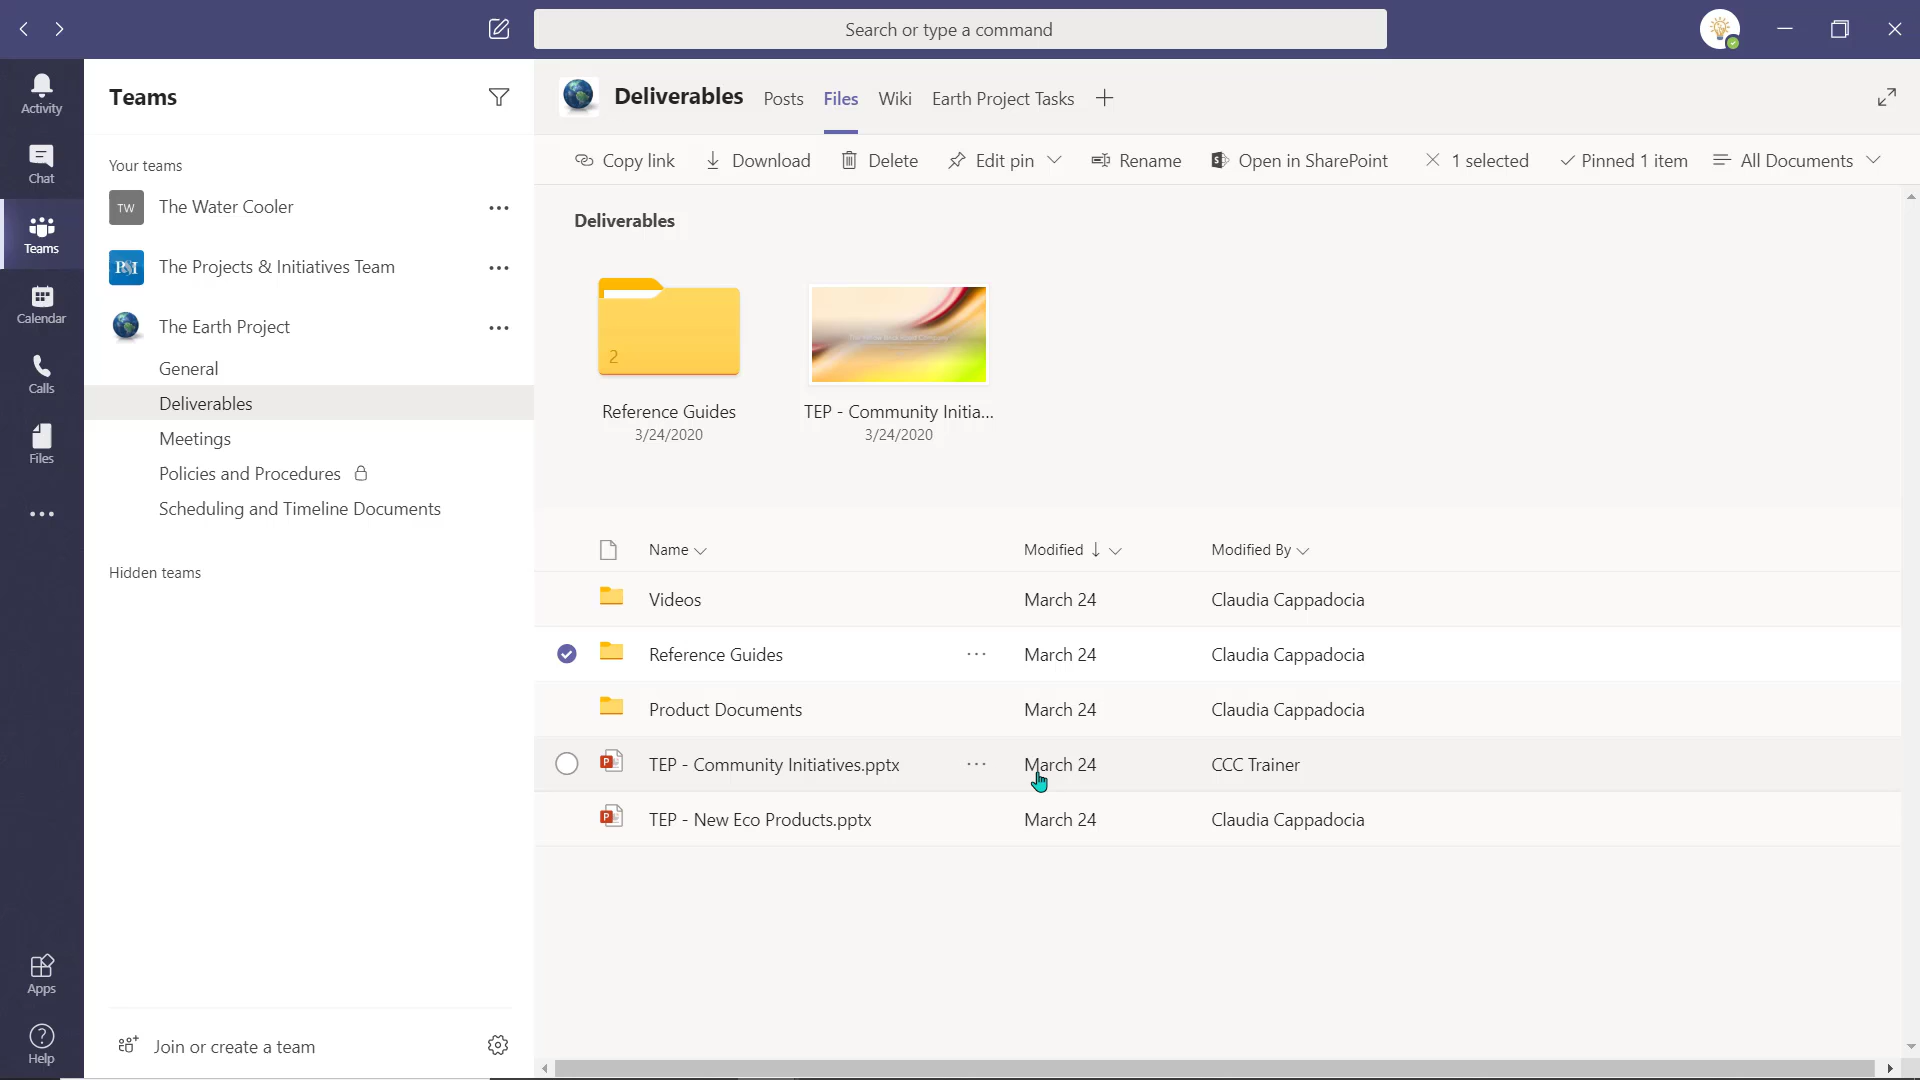 Search or type a command
Activity
Chat
Teams
Calendar
Calls
Files
Apps
Help
Teams
Your teams
TW The Water Cooler
P&I The Projects & Initiatives Team
The Earth Project
General
Deliverables
Meetings
Policies and Procedures
Scheduling and Timeline Documents
Hidden teams
Join or create a team
Deliverables Posts Files Wiki Earth Project Tasks
Copy link Download Delete Edit pin Rename Open in SharePoint 1 selected Pinned 1 item All Documents
Deliverables
2
Reference Guides TEP - Community Initia...
3/24/2020 3/24/2020
Name Modified Modified By
Videos March 24 Claudia Cappadocia
Reference Guides March 24 Claudia Cappadocia
Product Documents March 24 Claudia Cappadocia
TEP - Community Initiatives.pptx March 24 CCC Trainer
TEP - New Eco Products.pptx March 24 Claudia Cappadocia